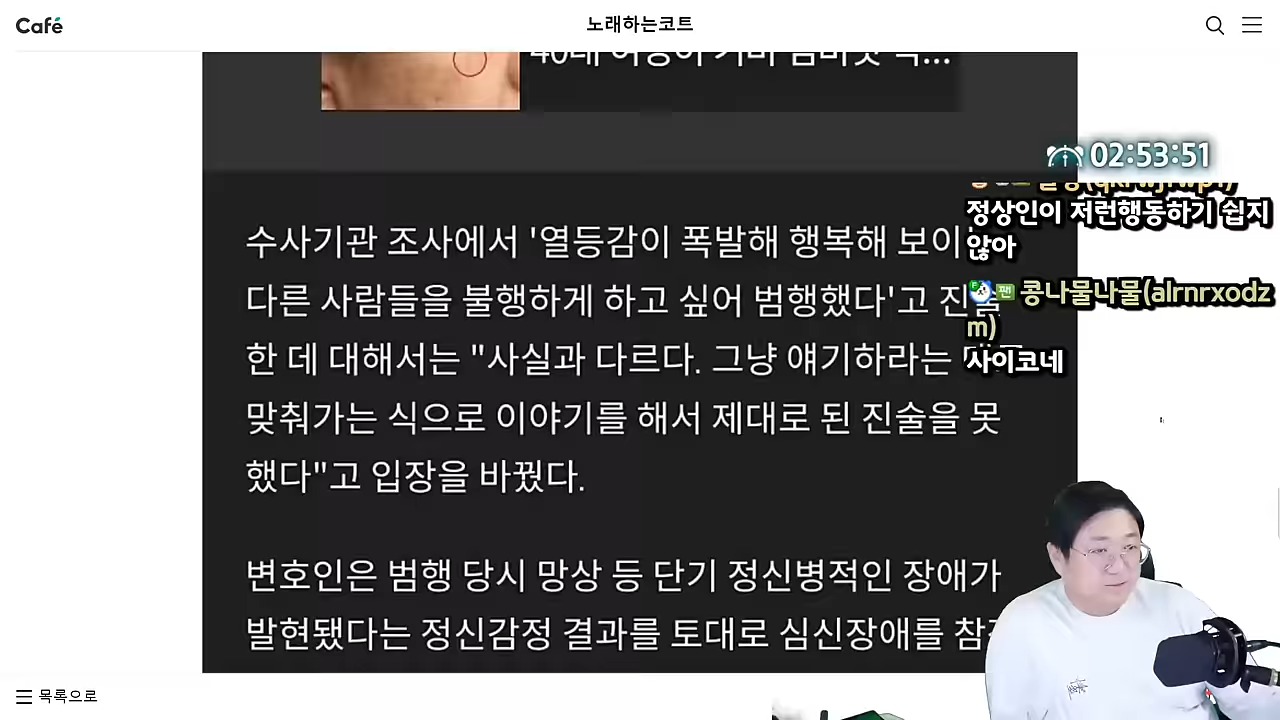 Café
노래하는코트
02:53:51
정상인이 저런행동하기 쉽지
않아
콩나물나물(alrnrxodz
m)
사이코네
수사기관 조사에서 '열등감이 폭발해 행복해 보이
다른 사람들을 불행하게 하고 싶어 범행했다'고
한 데 대해서는 "사실과 다르다. 그냥 얘기하라는
맞춰가는 식으로 이야기를 해서 제대로 된 진술을 못
했다"고 입장을 바꿨다.
변호인은 범행 당시 망상 등 단기 정신병적인 장애가
발현됐다는 정신감정 결과를 토대로 심신장애를
목록으로